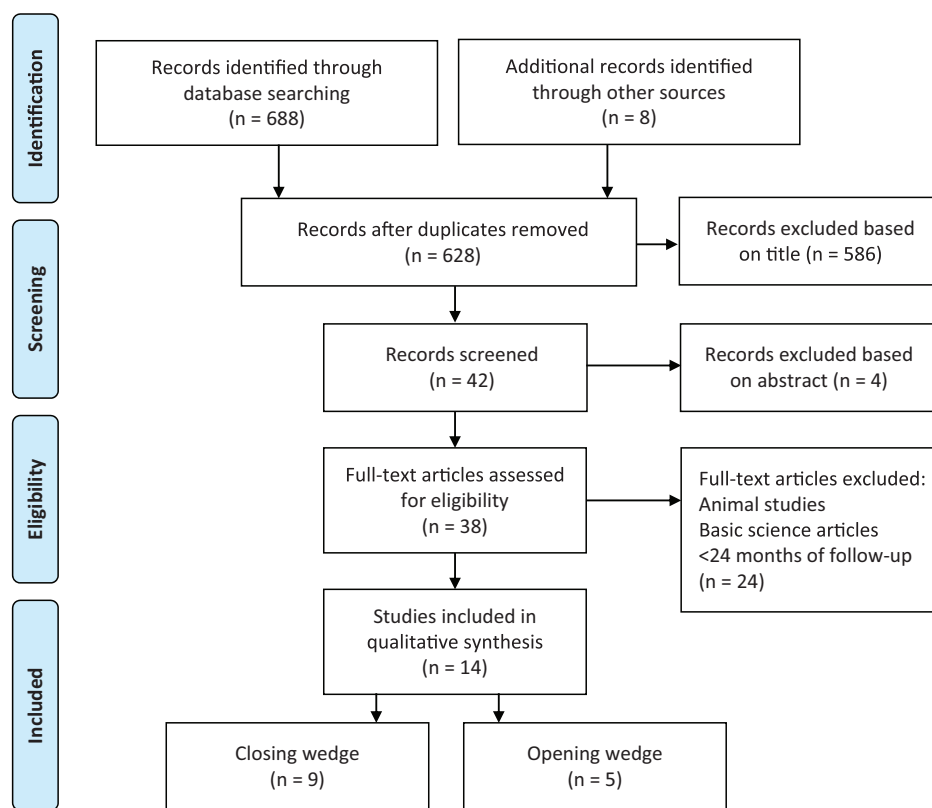 Identification
Records identified through
database searching
(n = 688)
Additional records identified
through other sources
(n = 8)
Screening
Records after duplicates removed
(n = 628)
Records excluded based
on title (n = 586)
Records screened
(n = 42)
Records excluded based
on abstract (n = 4)
Eligibility
Full-text articles assessed
for eligibility
(n = 38)
Full-text articles excluded:
Animal studies
Basic science articles
<24 months of follow-up
(n = 24)
Included
Studies included in
qualitative synthesis
(n = 14)
Closing wedge
(n = 9)
Opening wedge
(n = 5)